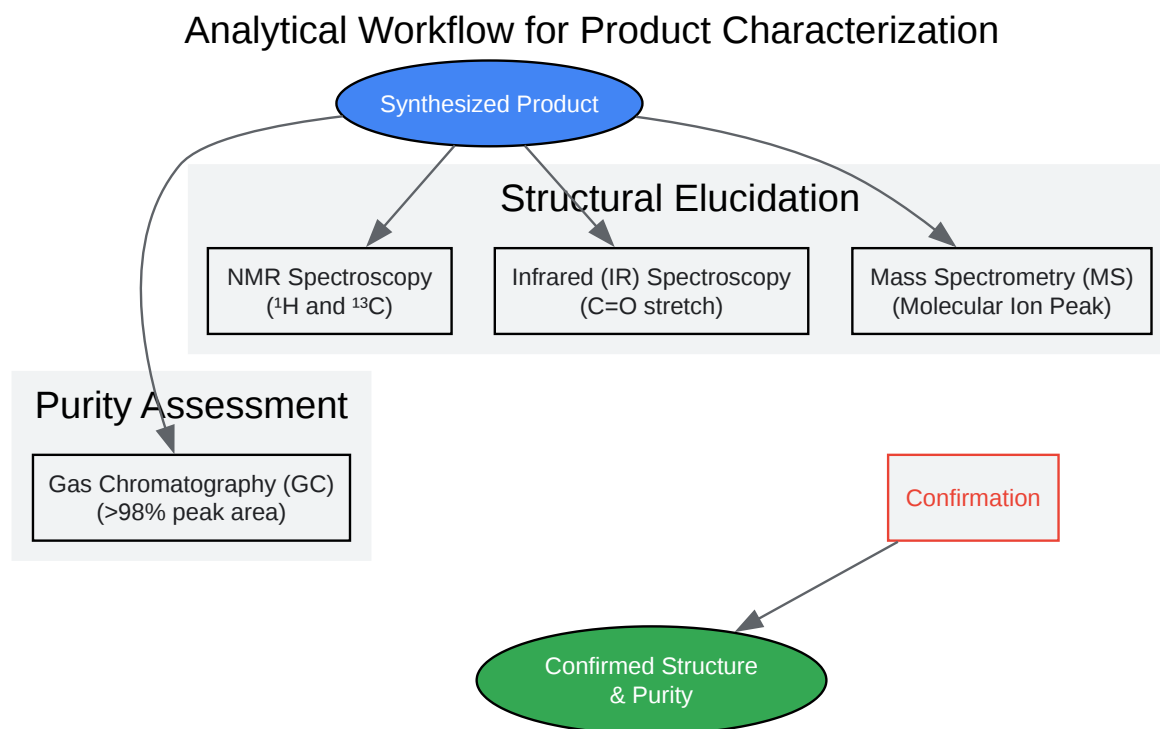 Analytical Workflow for Product Characterization
Synthesized Product
Structural Elucidation
NMR Spectroscopy
(¹H and ¹³C)
Infrared (IR) Spectroscopy
(C=O stretch)
Mass Spectrometry (MS)
(Molecular Ion Peak)
Purity Assessment
Gas Chromatography (GC)
(>98% peak area)
Confirmation
Confirmed Structure
& Purity